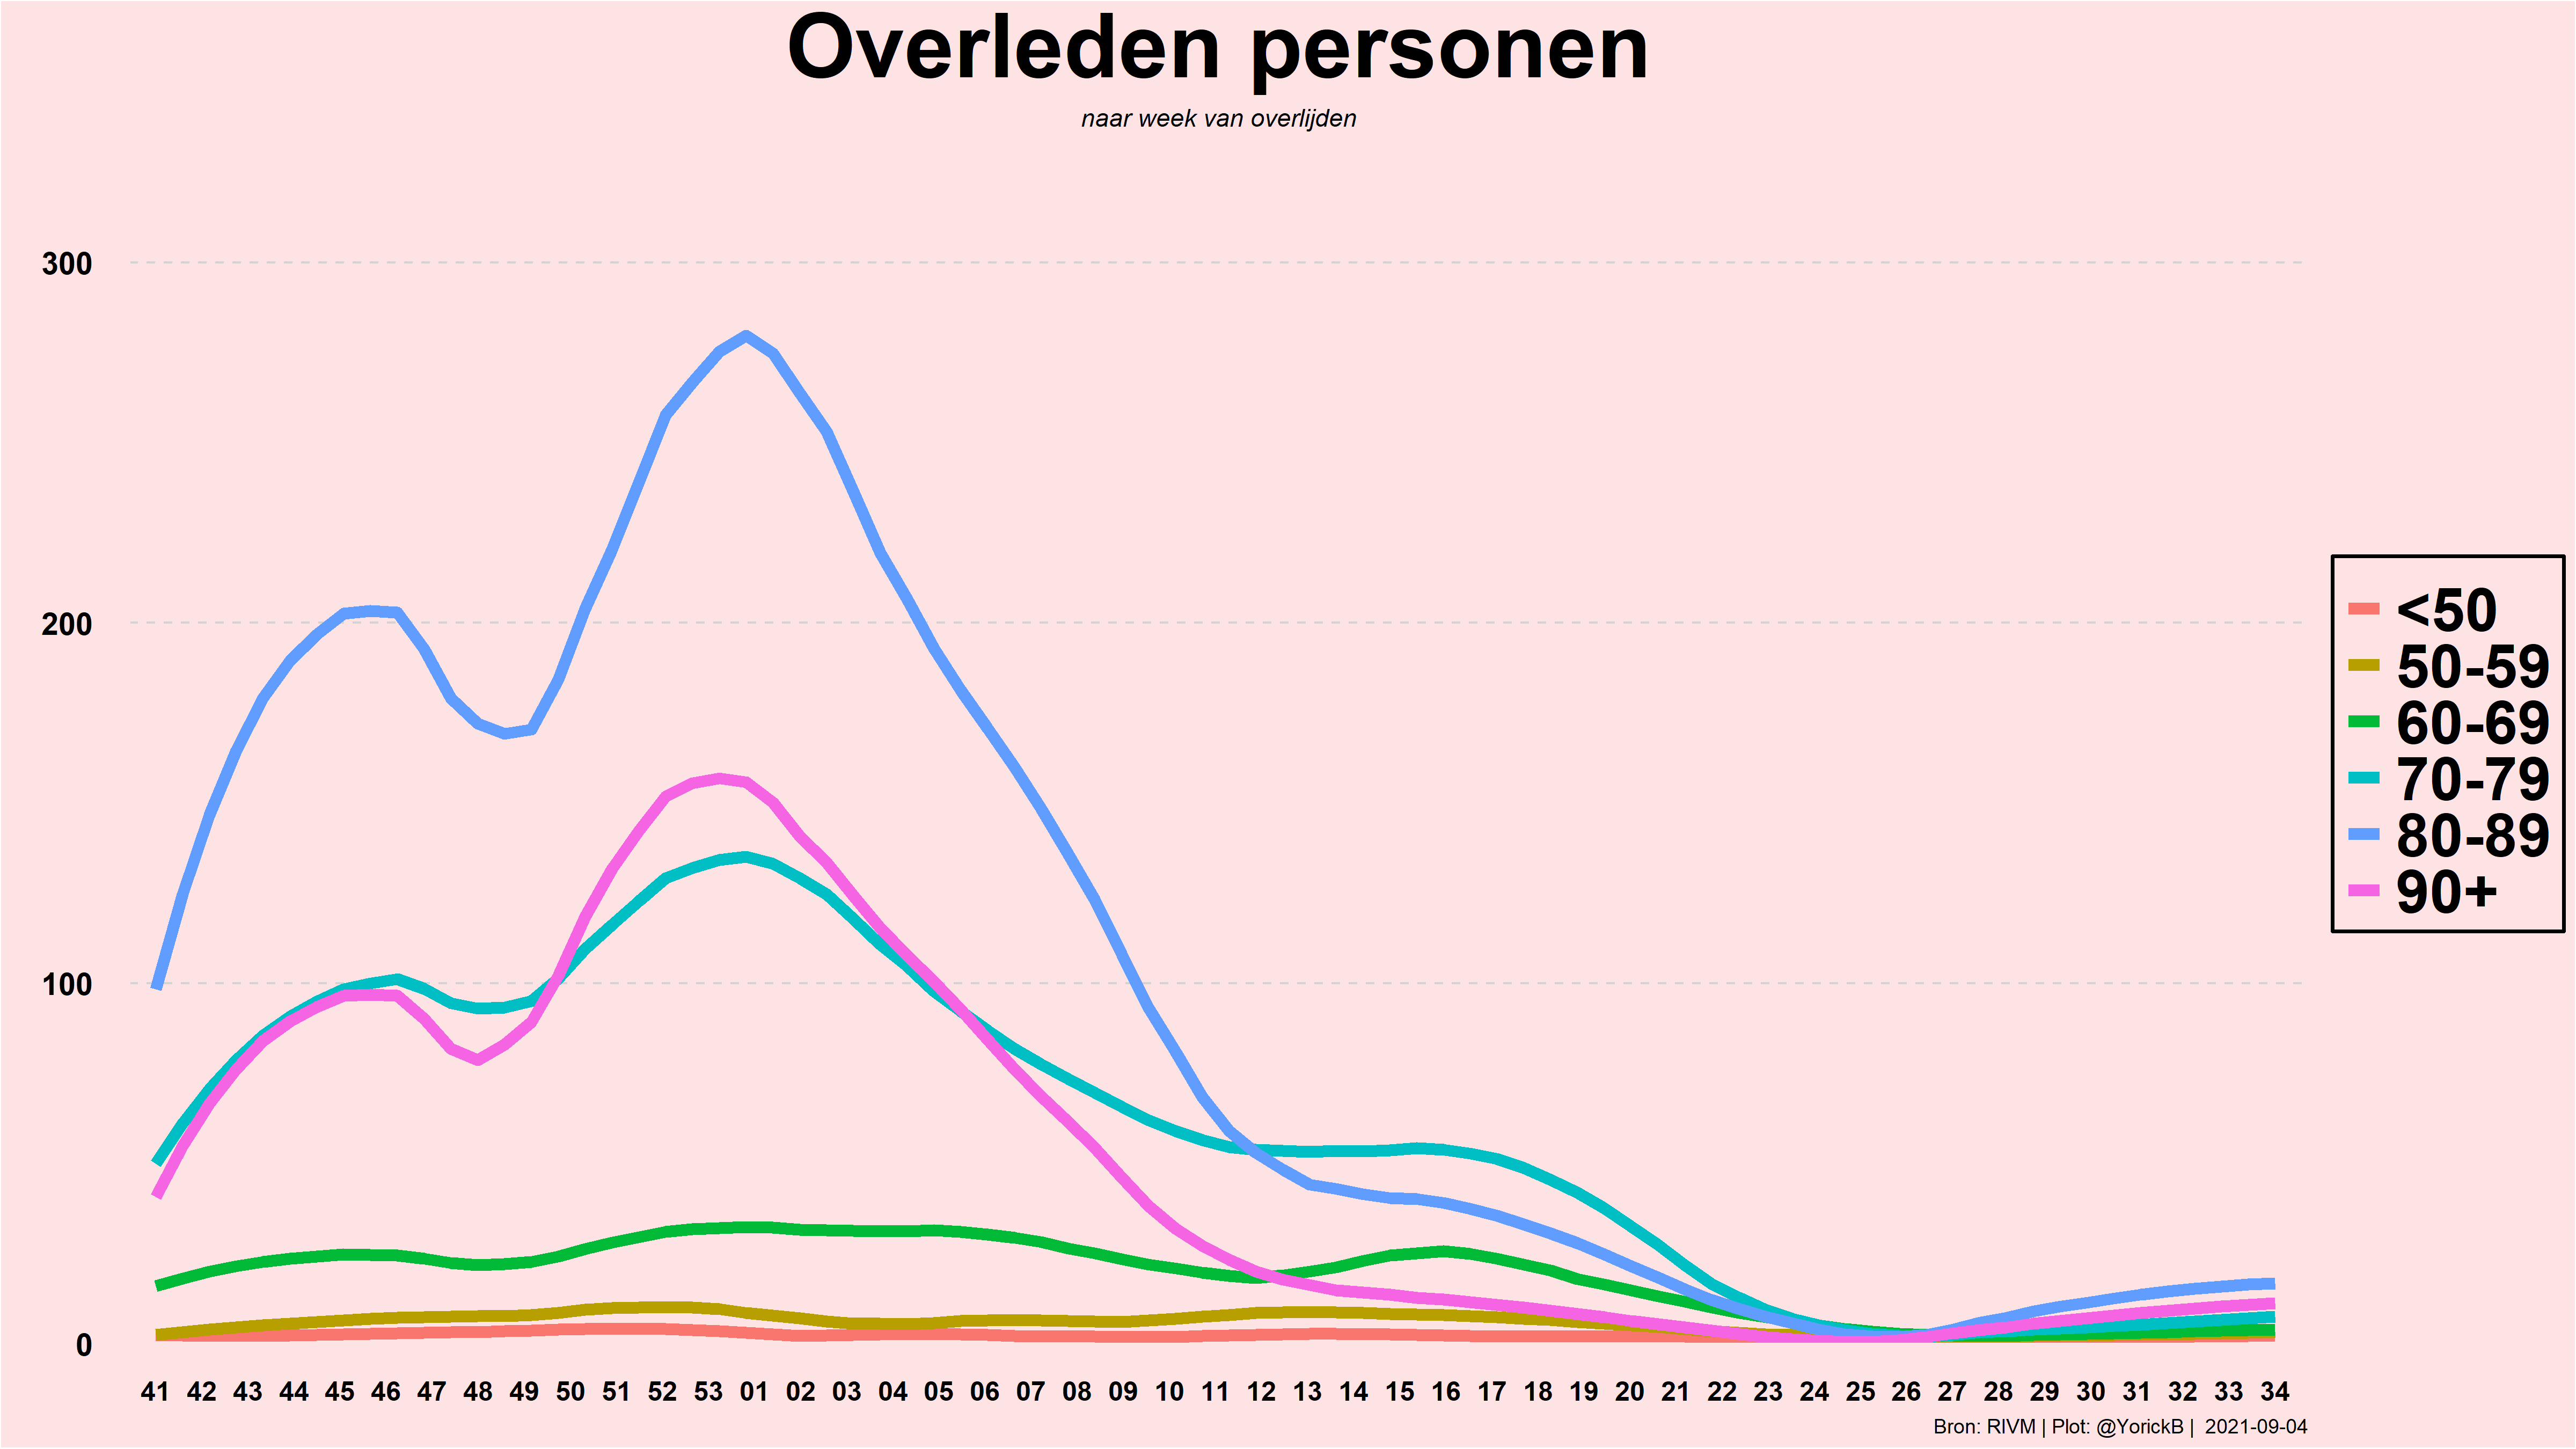 Overleden personen
naar week van overlijden
300
200
100
0
<50
50-59
60-69
70-79
80-89
90+
41 42 43 44 45 46 47 48 49 50 51 52 53 01 02 03 04 05 06 07 08 09 10 11 12 13 14 15 16 17 18 19 20 21 22 23 24 25 26 27 28 29 30 31 32 33 34
Bron: RIVM | Plot: @YorickB | 2021-09-04